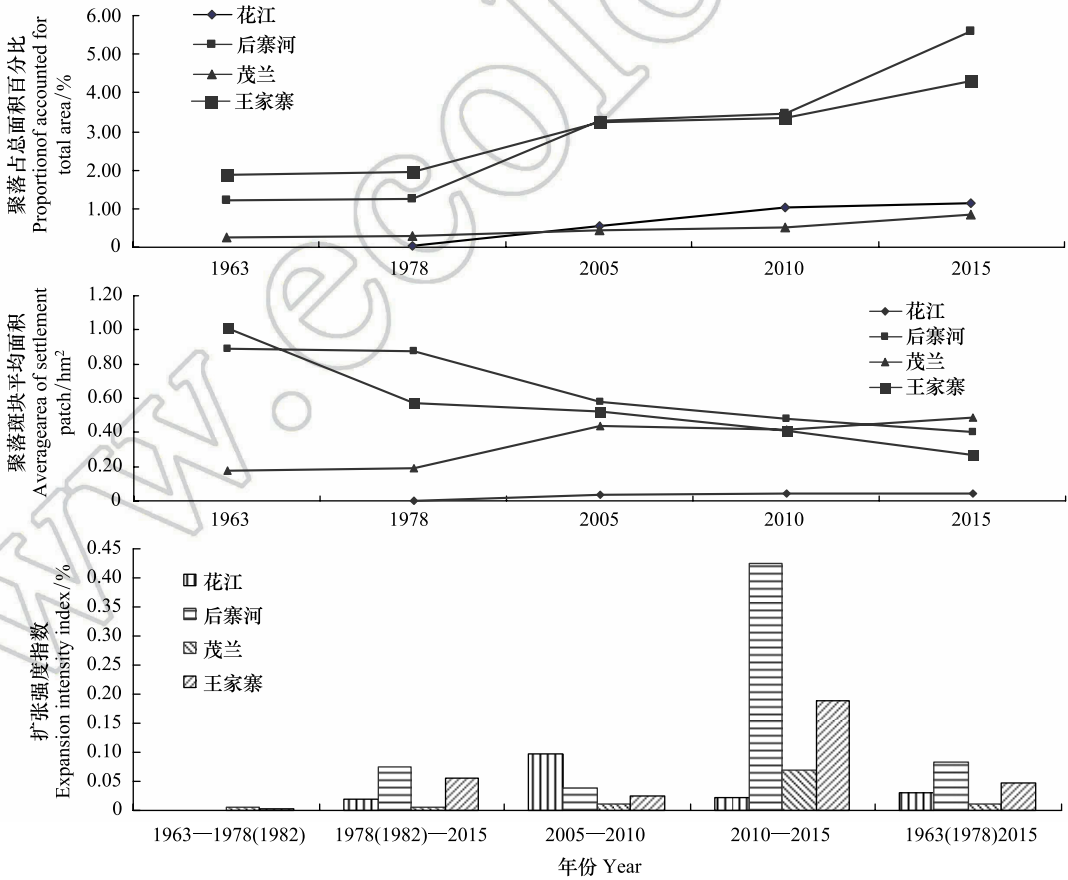 聚落占总面积百分比
Proportionof accounted for
total area/%
6.00
5.00
4.00
3.00
2.00
1.00
0
花江
后寨河
茂兰
王家寨
1963
1978
2005
2010
2015
聚落斑块平均面积
Averagearea of settlement
patch/hm²
1.20
1.00
0.80
0.60
0.40
0.20
0
花江
后寨河
茂兰
王家寨
1963
1978
2005
2010
2015
扩张强度指数
Expansion intensity index/%
0.45
0.40
0.35
0.30
0.25
0.20
0.15
0.10
0.05
0
花江
后寨河
茂兰
王家寨
1963—1978(1982)
1978(1982)—2015
2005—2010
2010—2015
1963(1978)2015
年份 Year
www.ecolo